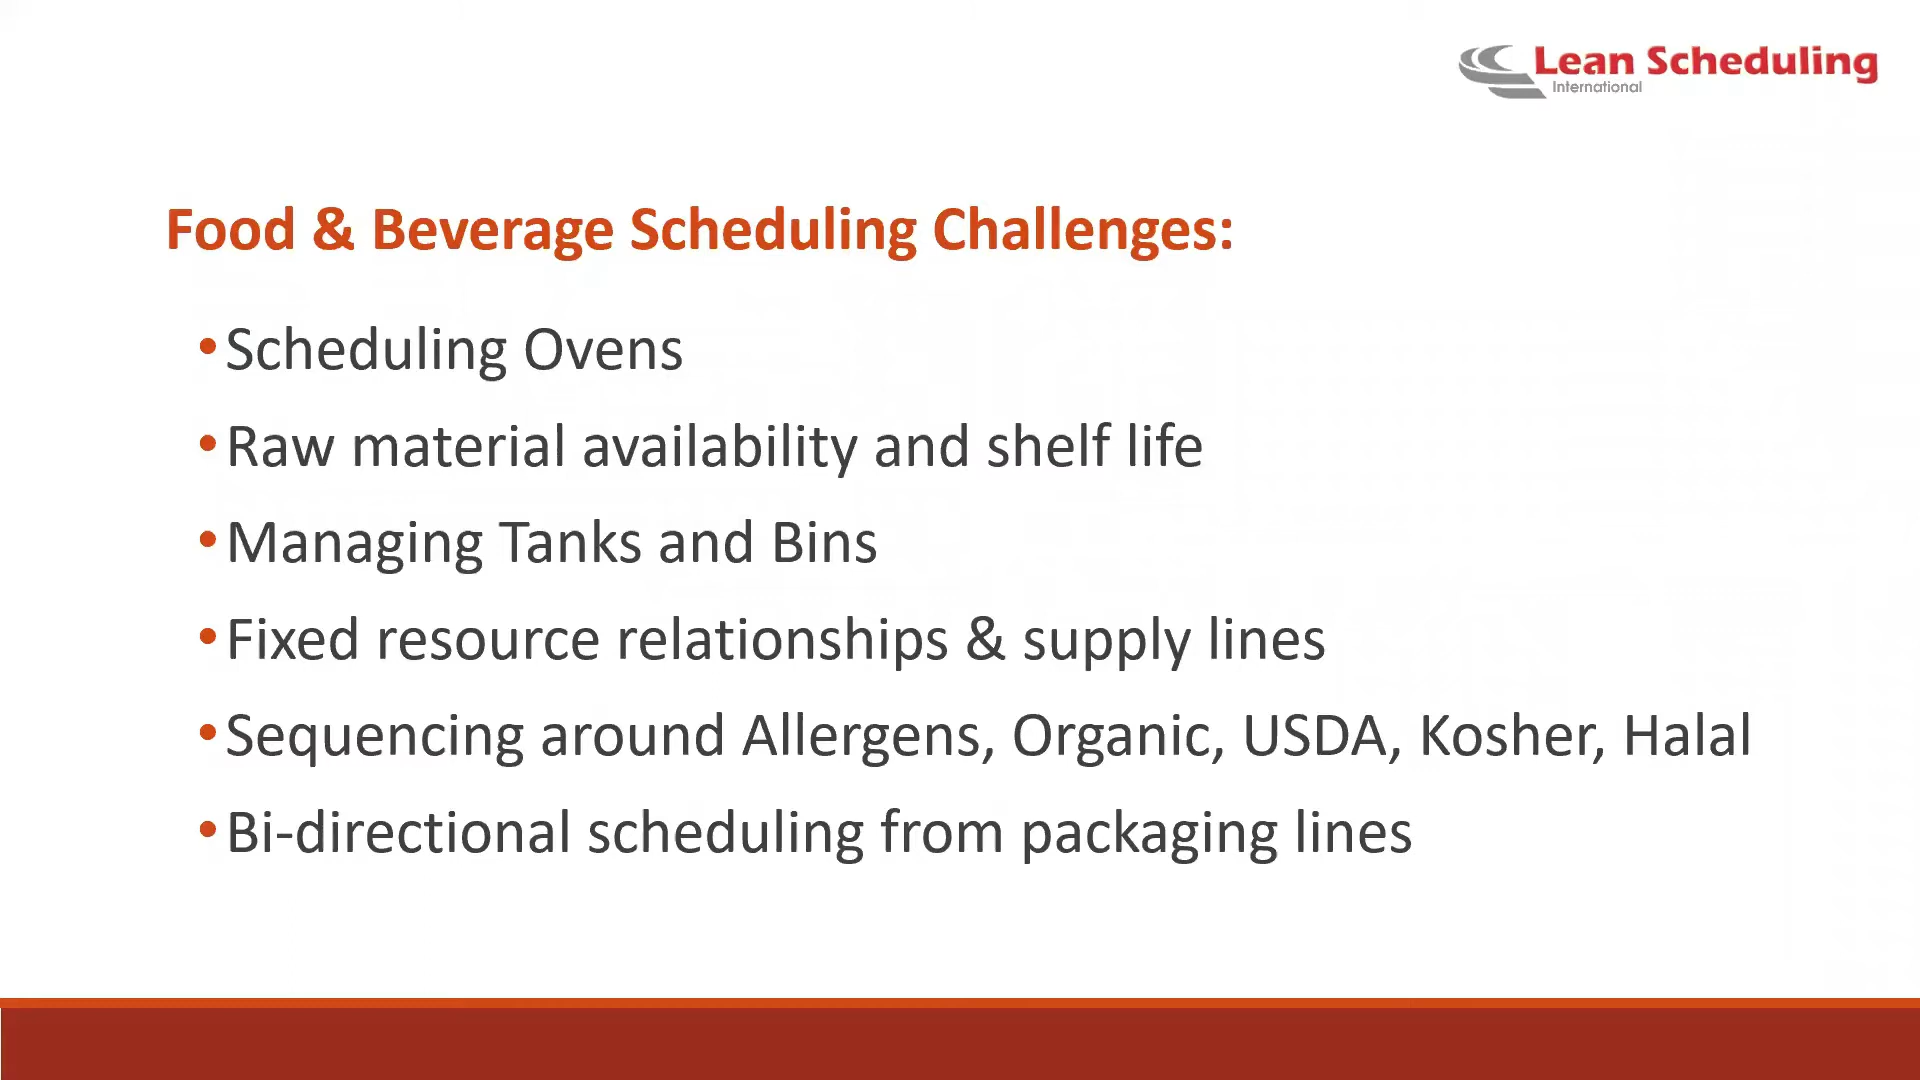 Lean Scheduling
International
Food & Beverage Scheduling Challenges:
•Scheduling Ovens
•Raw material availability and shelf life
•Managing Tanks and Bins
•Fixed resource relationships & supply lines
•Sequencing around Allergens, Organic, USDA, Kosher, Halal
•Bi-directional scheduling from packaging lines